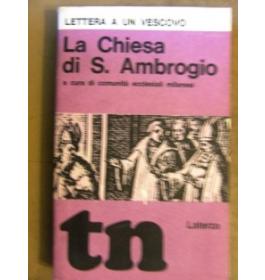 LETTERA A UN VESCOVO
La Chiesa
di S. Ambrogio
a cura di comunità ecclesiali milanesi
Laterza
tn